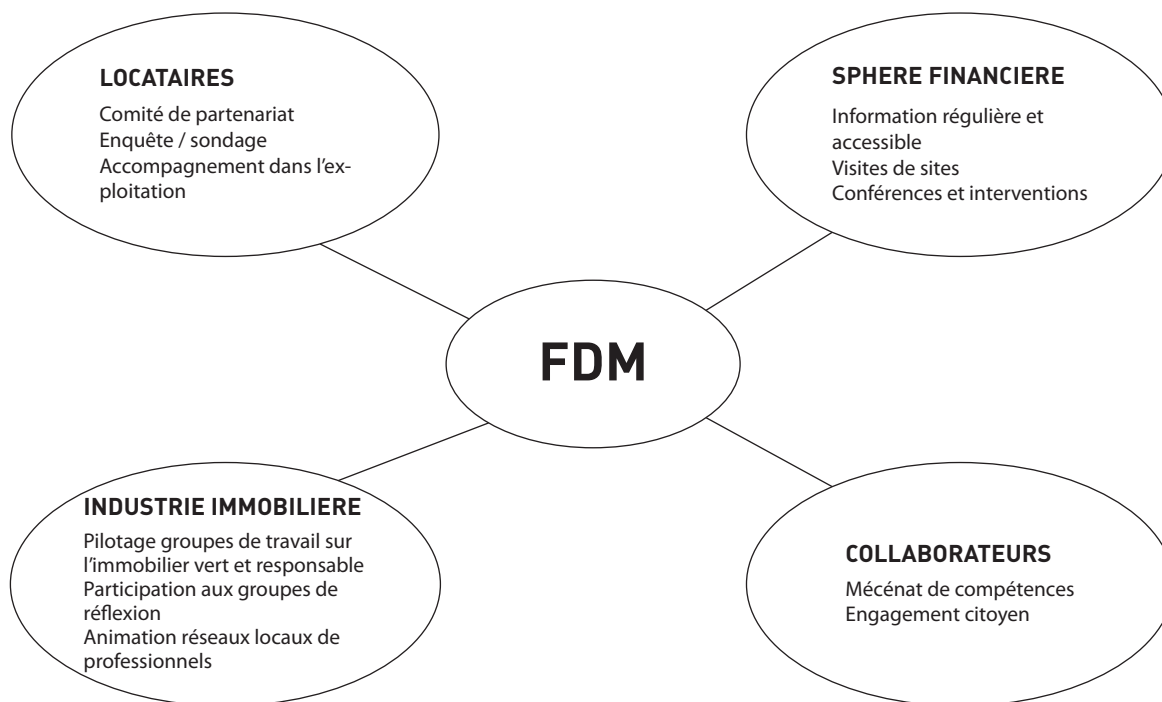 LOCATAIRES
Comité de partenariat
Enquête / sondage
Accompagnement dans l'ex-
ploitation
SPHERE FINANCIERE
Information régulière et
accessible
Visites de sites
Conférences et interventions
FDM
INDUSTRIE IMMOBILIERE
Pilotage groupes de travail sur
l'immobilier vert et responsable
Participation aux groupes de
réflexion
Animation réseaux locaux de
professionnels
COLLABORATEURS
Mécénat de compétences
Engagement citoyen